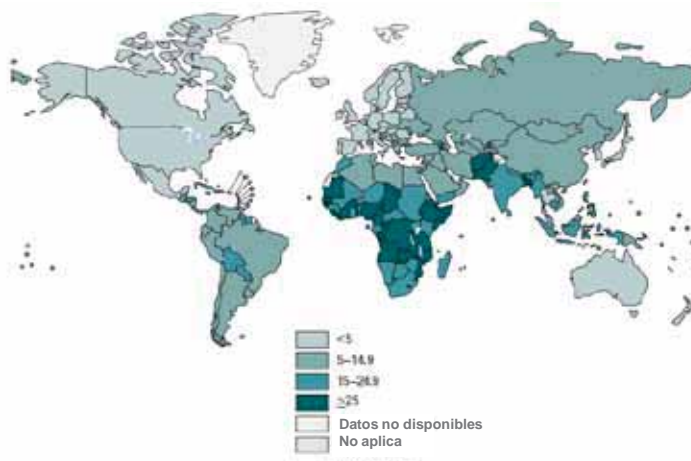 <5
5–14.9
15–24.9
≥25
Datos no disponibles
No aplica